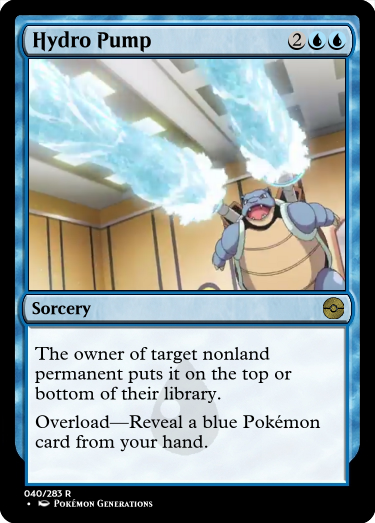 Hydro Pump 2
Sorcery
The owner of target nonland
permanent puts it on the top or
bottom of their library.
Overload—Reveal a blue Pokémon
card from your hand.
040/283 R
• Pokémon Generations